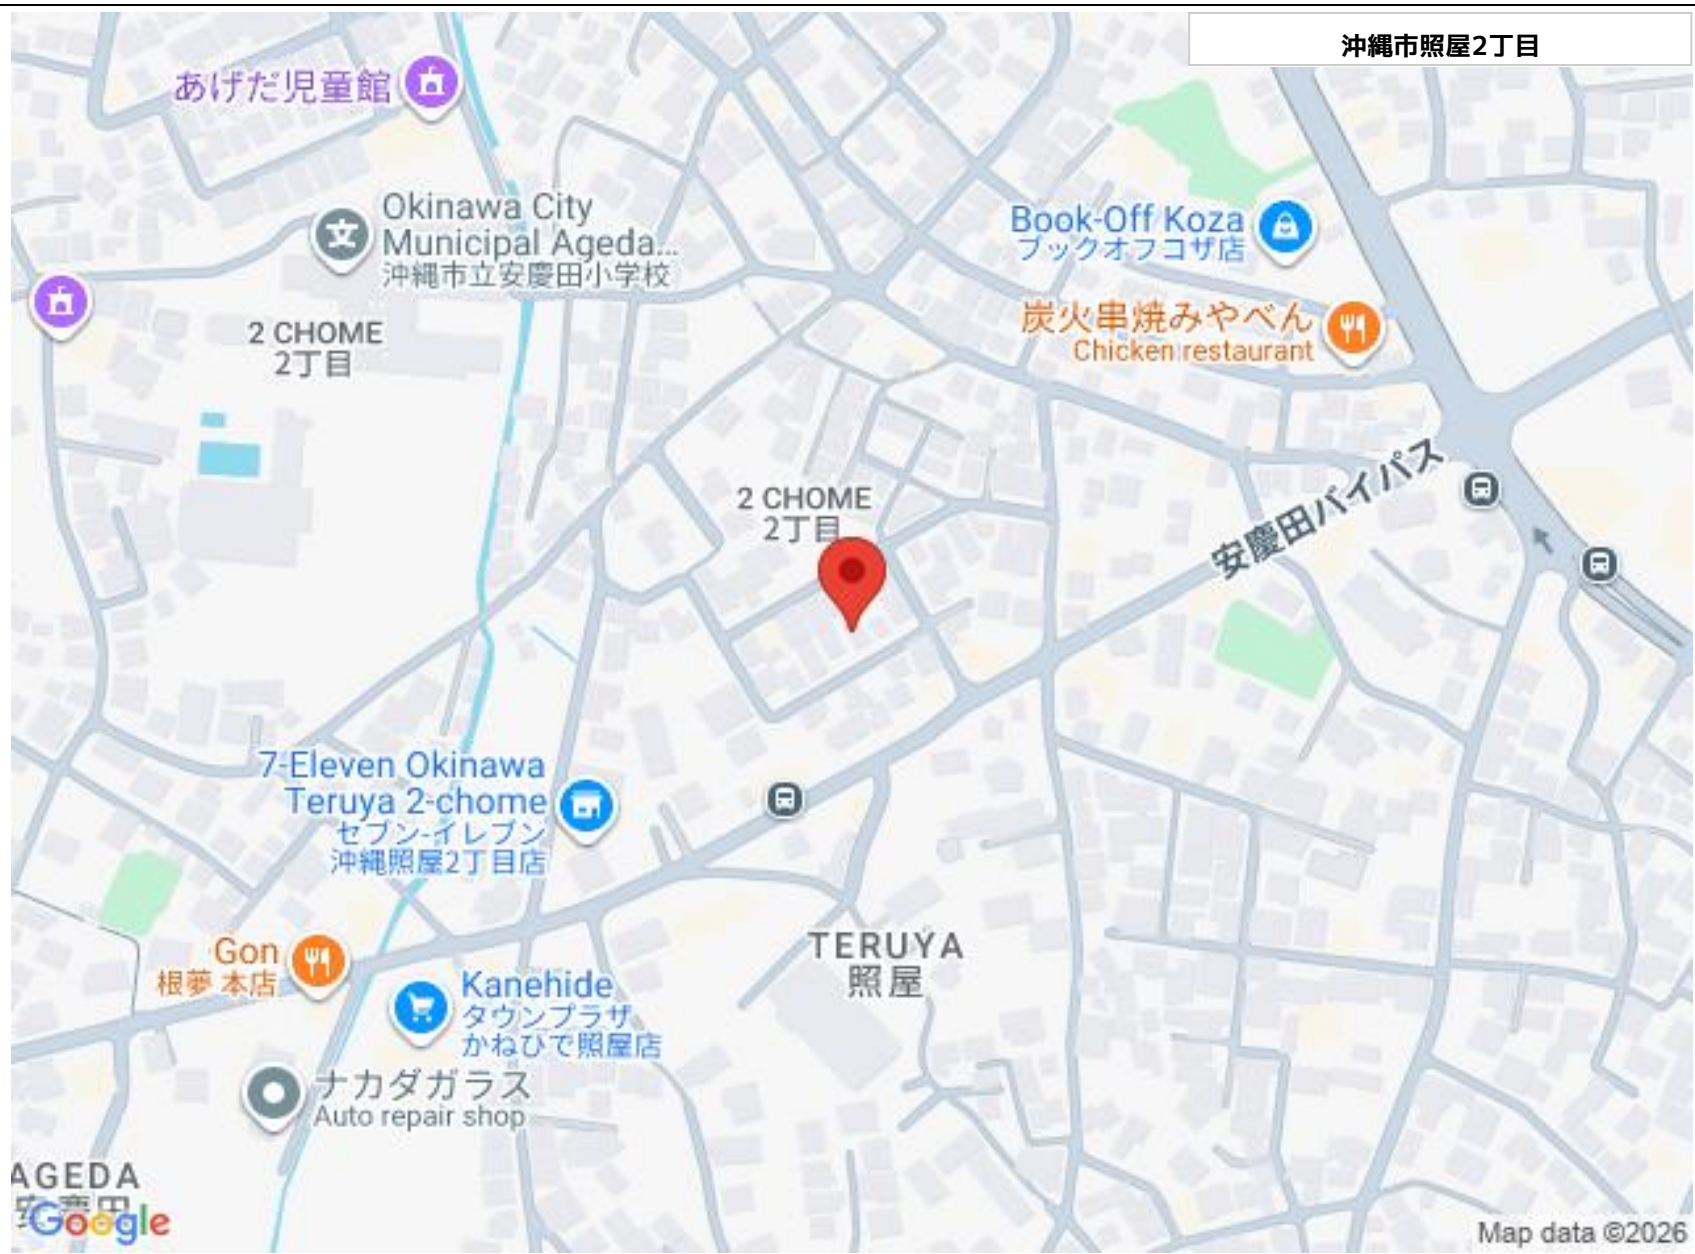 沖縄市照屋2丁目
あげだ児童館
Okinawa City
Municipal Ageda...
沖縄市立安慶田小学校
Book-Off Koza
ブックオフコザ店
炭火串焼みやべん
Chicken restaurant
2 CHOME
2丁目
2 CHOME
2丁目
安慶田バイパス
7-Eleven Okinawa
Teruya 2-chome
セブン-イレブン
沖縄照屋2丁目店
TERUYA
照屋
Gon
根夢 本店
Kanehide
タウンプラザ
かねひで照屋店
ナカダガラス
Auto repair shop
AGEDA
安慶田
Google
Map data ©2026